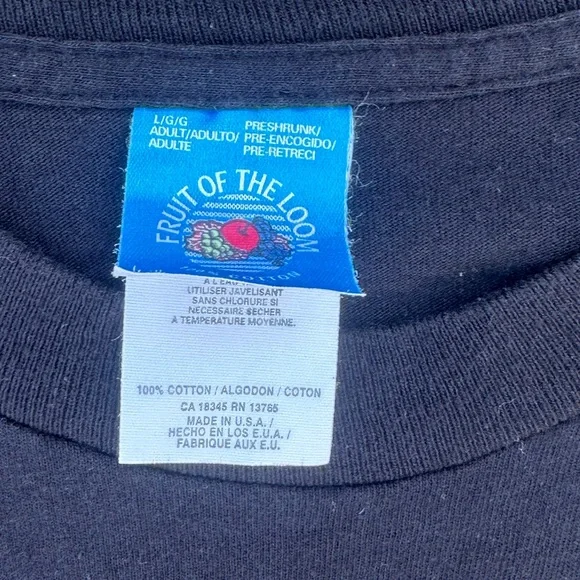 L/G/G
ADULT/ADULTO/
ADULTE
PRESHRUNK/
PRE-ENCOGIDO/
PRE-RETRECI
FRUIT OF THE LOOM
COTTON
UTILISER JAVELISANT
SANS CHLORURE SI
NECESSAIRE SECHER
A TEMPERATURE MOYENNE.
100% COTTON / ALGODON / COTON
CA 18345 RN 13765
MADE IN U.S.A. /
HECHO EN LOS E.U.A. /
FABRIQUE AUX E.U.